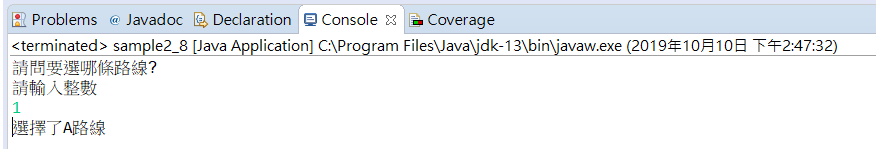 Problems @ Javadoc Declaration Console Coverage
<terminated> sample2_8 [Java Application] C:\Program Files\Java\jdk-13\bin\javaw.exe (2019年10月10日 下午2:47:32)
請問要選哪條路線?
請輸入整數
1
選擇了A路線